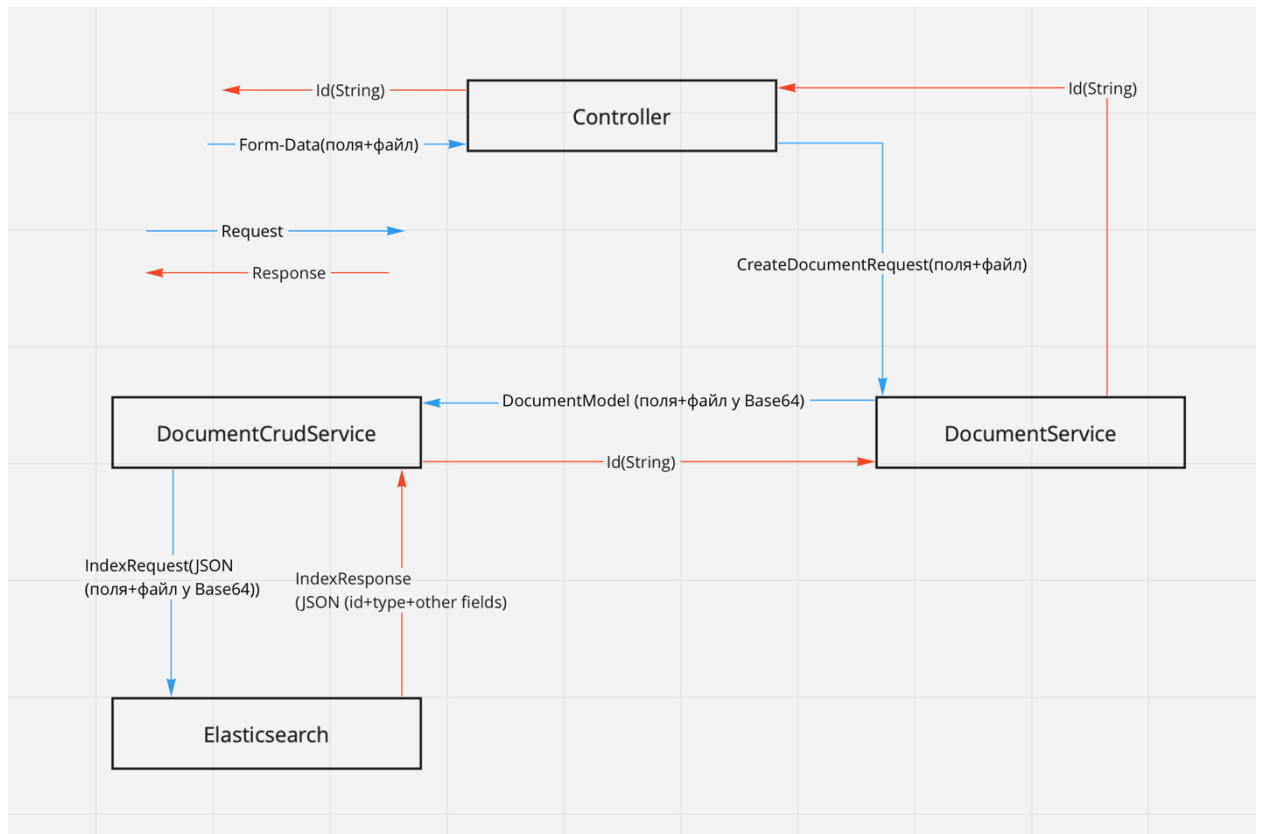 Id(String)
Id(String)
Controller
Form-Data(поля+файл)
Request
Response
CreateDocumentRequest(поля+файл)
DocumentModel (поля+файл у Base64)
DocumentCrudService
DocumentService
Id(String)
IndexRequest(JSON
(поля+файл у Base64))
IndexResponse
(JSON (id+type+other fields)
Elasticsearch